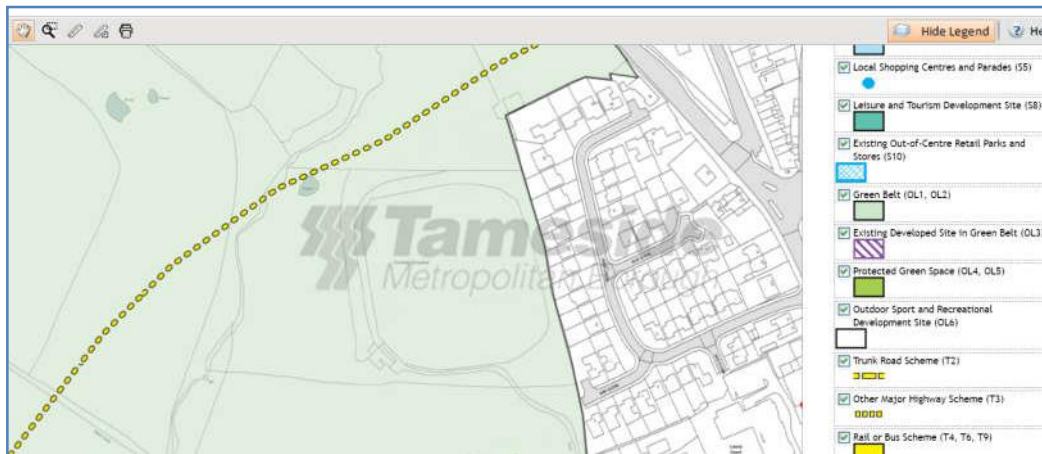 Hide Legend
He
Local Shopping Centres and Parades (S5)
Leisure and Tourism Development Site (S8)
Existing Out-of-Centre Retail Parks and
Stores (S10)
Green Belt (OL1, OL2)
Existing Developed Site in Green Belt (OL3
Protected Green Space (OL4, OL5)
Outdoor Sport and Recreational
Development Site (OL6)
Trunk Road Scheme (T2)
Other Major Highway Scheme (T3)
Rail or Bus Scheme (T4, T6, T9)
Tameside
Metropolitan Borough